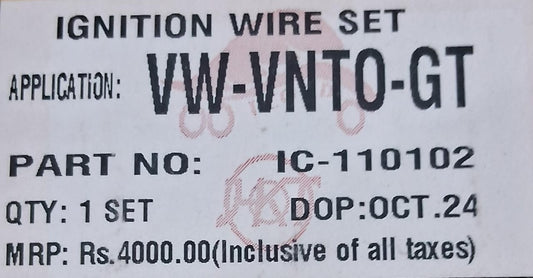 IGNITION WIRE SET
APPLICATION: VW-VNTO-GT
PART NO: IC-110102
QTY: 1 SET DOP:OCT.24
MRP: Rs.4000.00(Inclusive of all taxes)